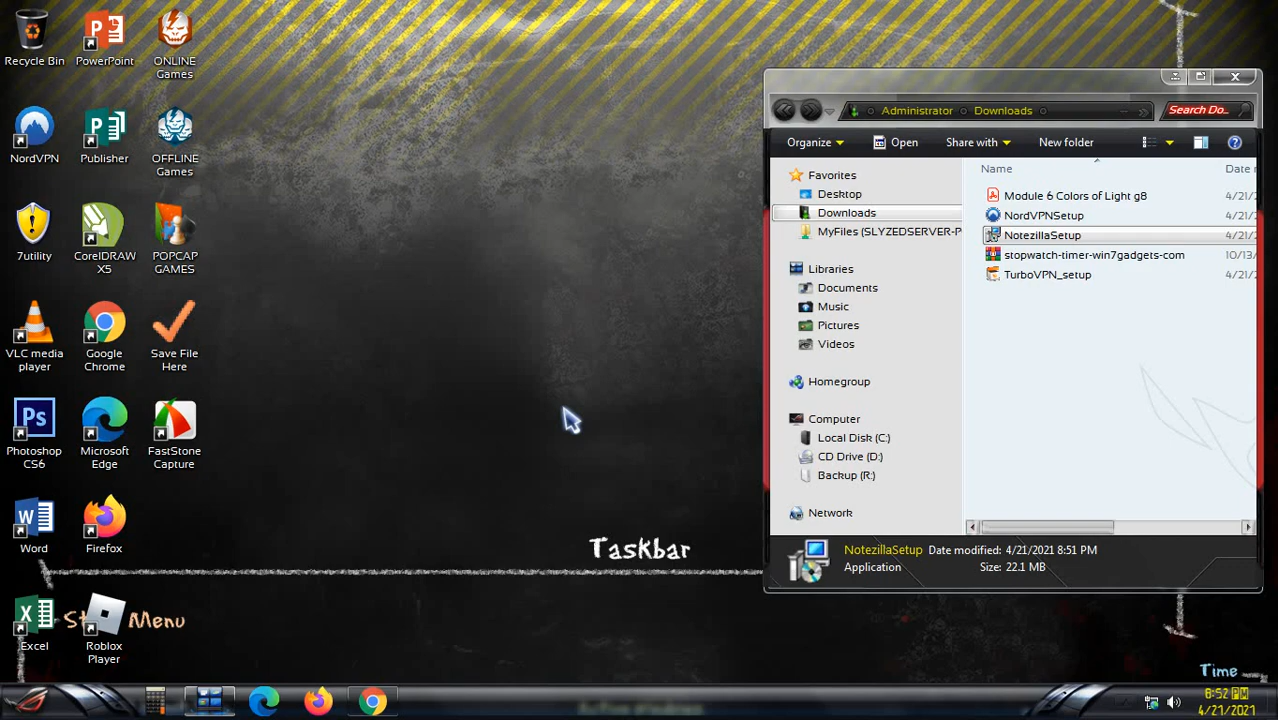 Recycle Bin
PowerPoint
ONLINE
Games
NordVPN
Publisher
OFFLINE
Games
7utility
CorelDRAW
X5
POPCAP
GAMES
VLC media
player
Google
Chrome
Save File
Here
Photoshop
CS6
Microsoft
Edge
FastStone
Capture
Word
Firefox
Excel
Roblox
Player
Menu
Taskbar
Time
Administrator
Downloads
Search Do...
Organize
Open
Share with
New folder
Favorites
Desktop
Downloads
MyFiles (SLYZEDSERVER-P
Libraries
Documents
Music
Pictures
Videos
Homegroup
Computer
Local Disk (C:)
CD Drive (D:)
Backup (R:)
Network
Name
Date
Module 6 Colors of Light g8
4/21/2
NordVPNSetup
4/21/2
NotezillaSetup
4/21/2
stopwatch-timer-win7gadgets-com
10/13/
TurboVPN_setup
4/21/2
NotezillaSetup Date modified: 4/21/2021 8:51 PM
Application Size: 22.1 MB
8:52 PM
4/21/2021